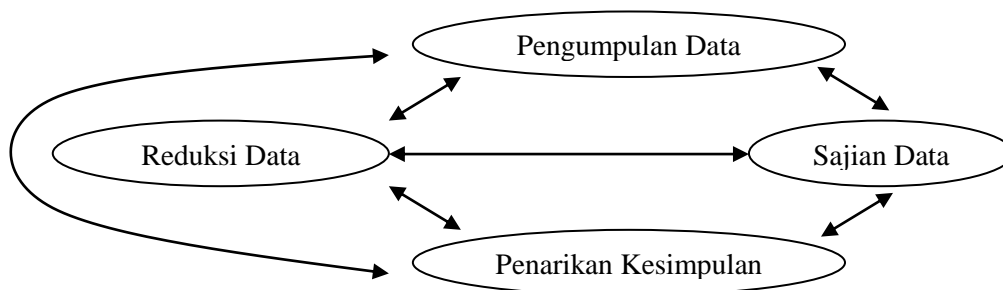 Pengumpulan Data
Reduksi Data
Sajian Data
Penarikan Kesimpulan